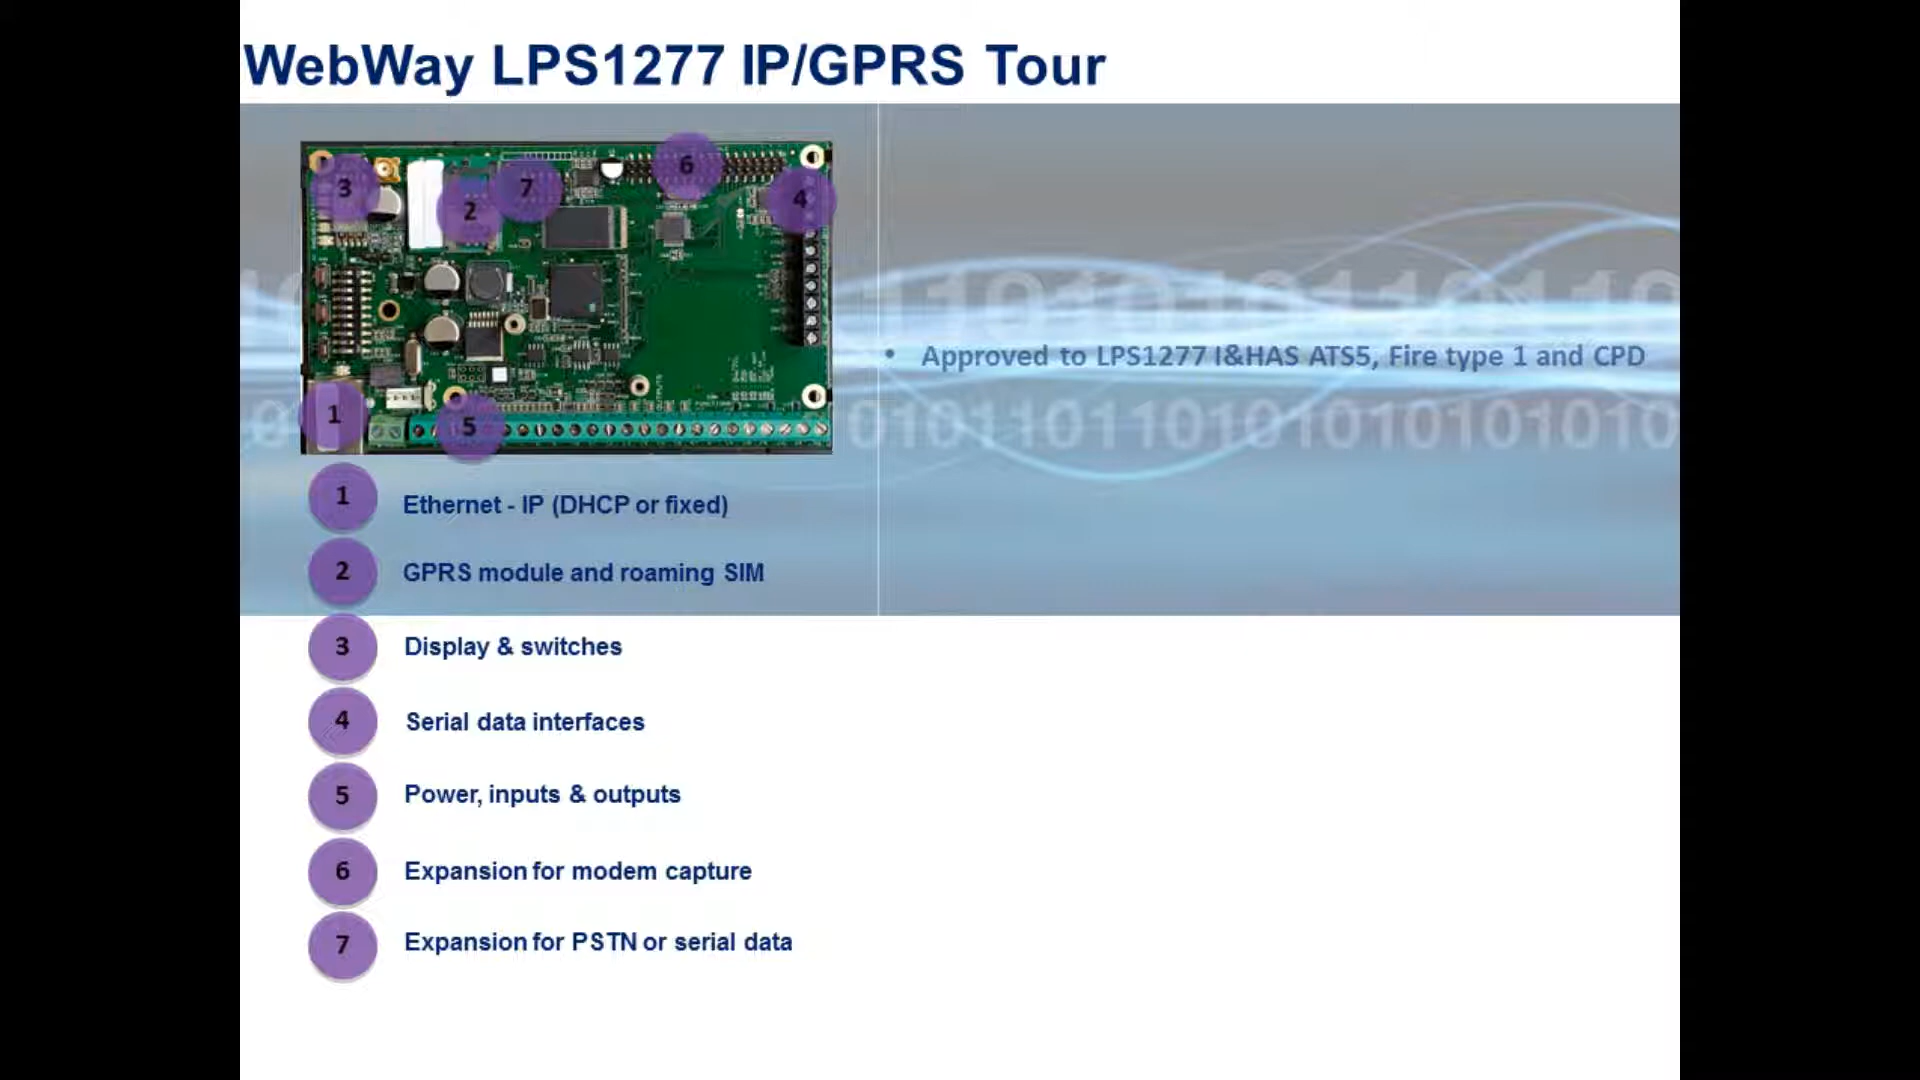 WebWay LPS1277 IP/GPRS Tour
3
2
7
6
4
1
5
• Approved to LPS1277 I&HAS ATS5, Fire type 1 and CPD
1 Ethernet - IP (DHCP or fixed)
2 GPRS module and roaming SIM
3 Display & switches
4 Serial data interfaces
5 Power, inputs & outputs
6 Expansion for modem capture
7 Expansion for PSTN or serial data